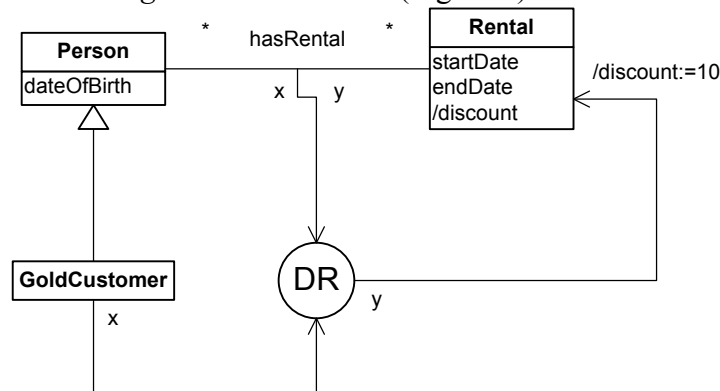 *
hasRental
*
Person
dateOfBirth
Rental
startDate
endDate
/discount
/discount:=10
x y
GoldCustomer
x
DR
y